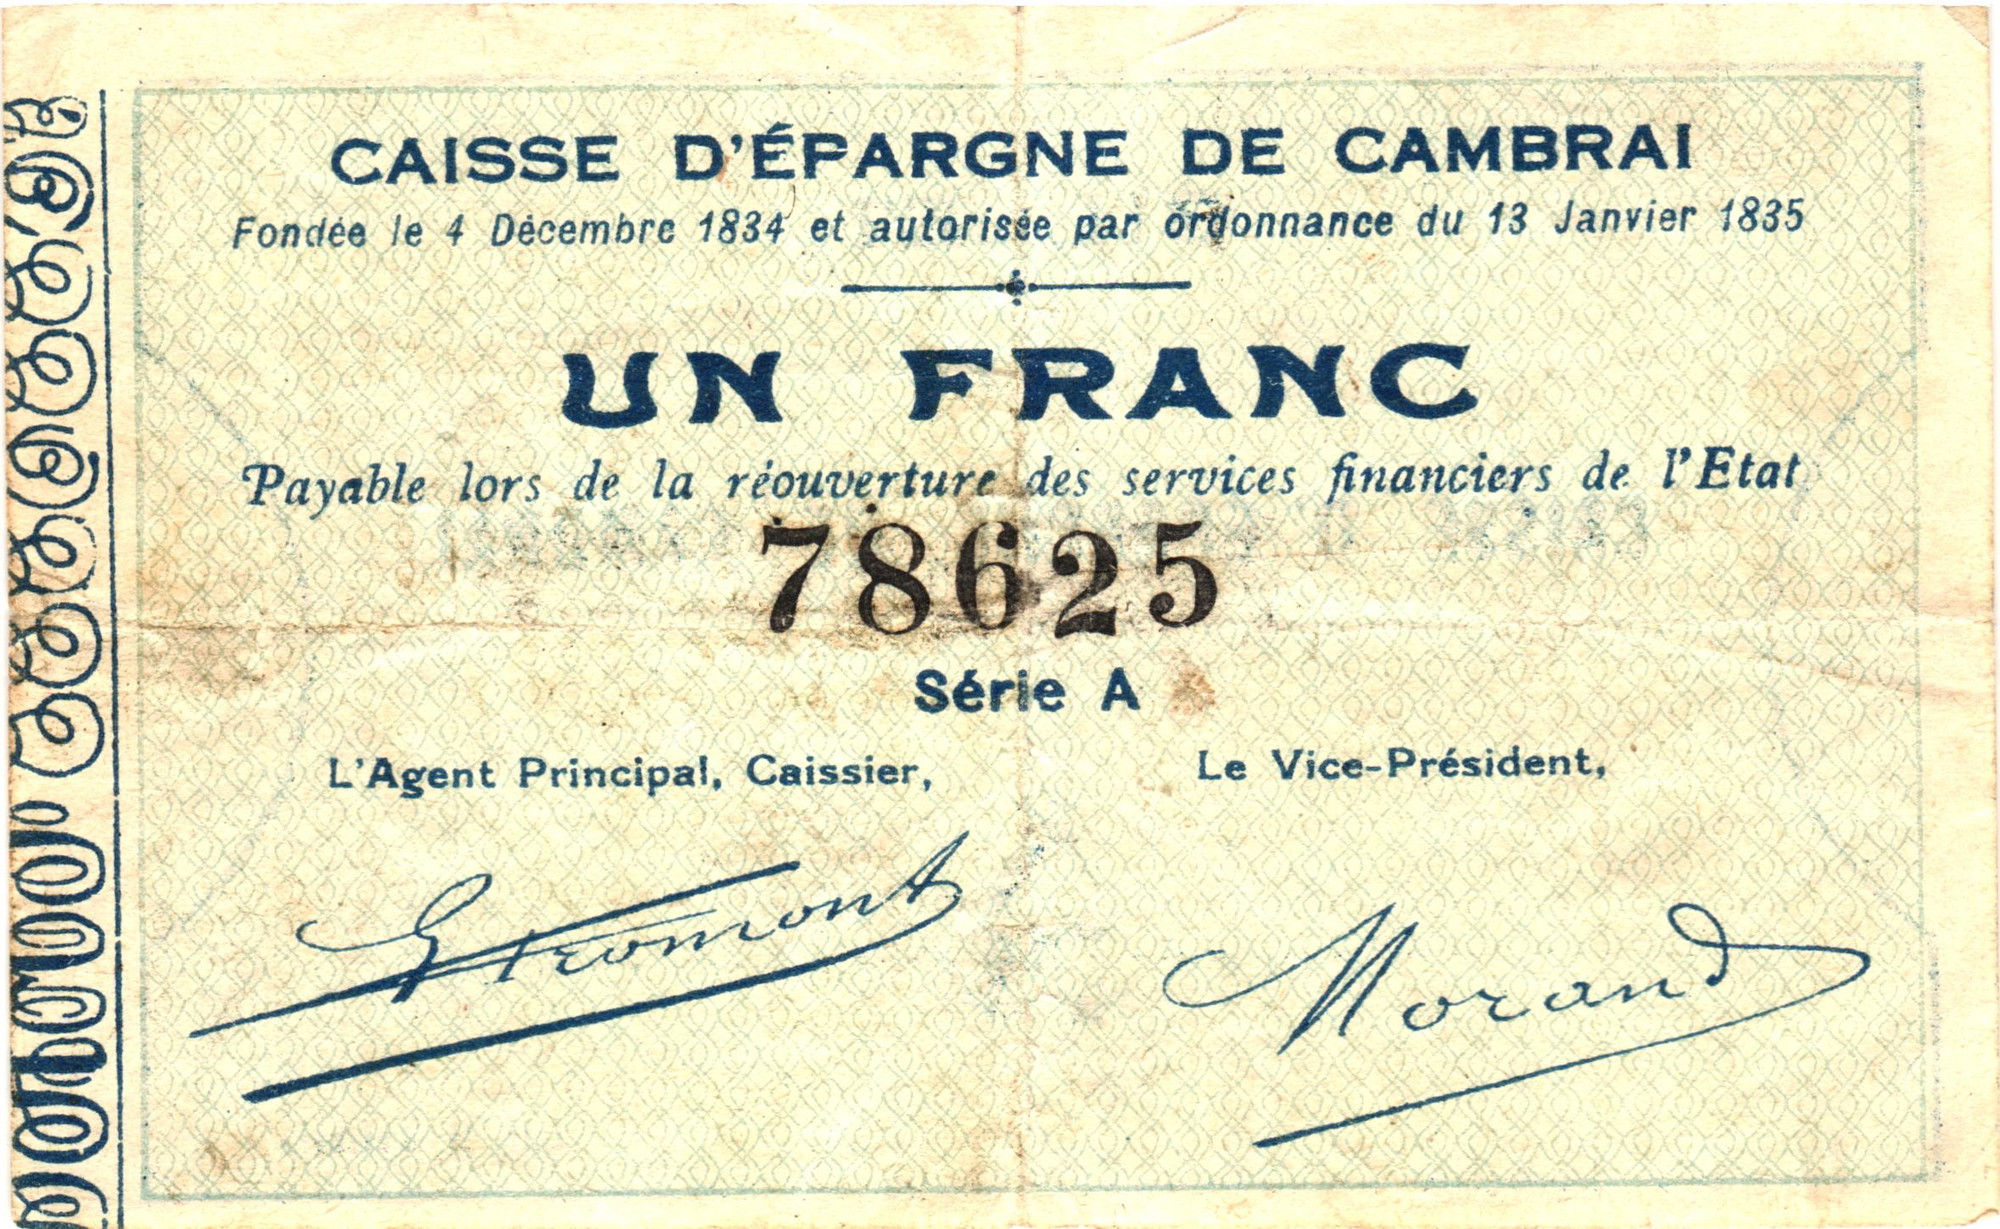 CAISSE D'ÉPARGNE DE CAMBRAI
Fondée le 4 Décembre 1834 et autorisée par ordonnance du 13 Janvier 1835
UN FRANC
Payable lors de la réouverture des services financiers de l'Etat
78625
Série A
L'Agent Principal, Caissier,
Le Vice-Président,
G Fromont
Morand